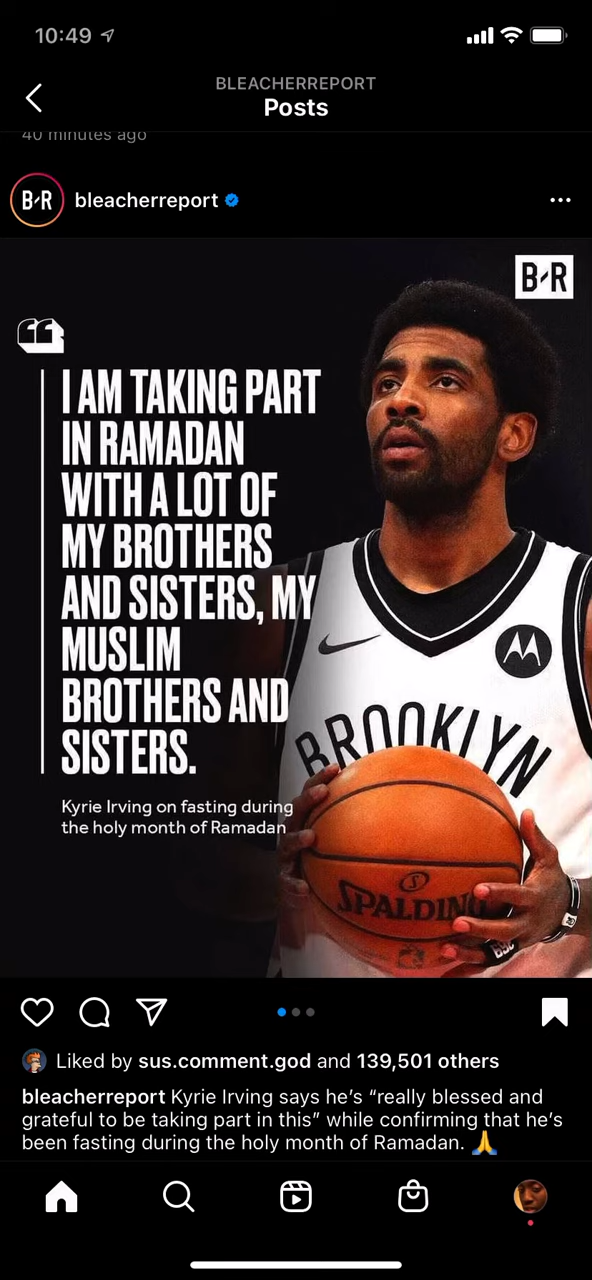 10:49
BLEACHERREPORT
Posts
40 minutes ago
B/R bleacherreport
B/R
I AM TAKING PART
IN RAMADAN
WITH A LOT OF
MY BROTHERS
AND SISTERS, MY
MUSLIM
BROTHERS AND
SISTERS.
Kyrie Irving on fasting during
the holy month of Ramadan
BROOKLYN
SPALDING
Liked by sus.comment.god and 139,501 others
bleacherreport Kyrie Irving says he’s “really blessed and
grateful to be taking part in this” while confirming that he’s
been fasting during the holy month of Ramadan. 🙏